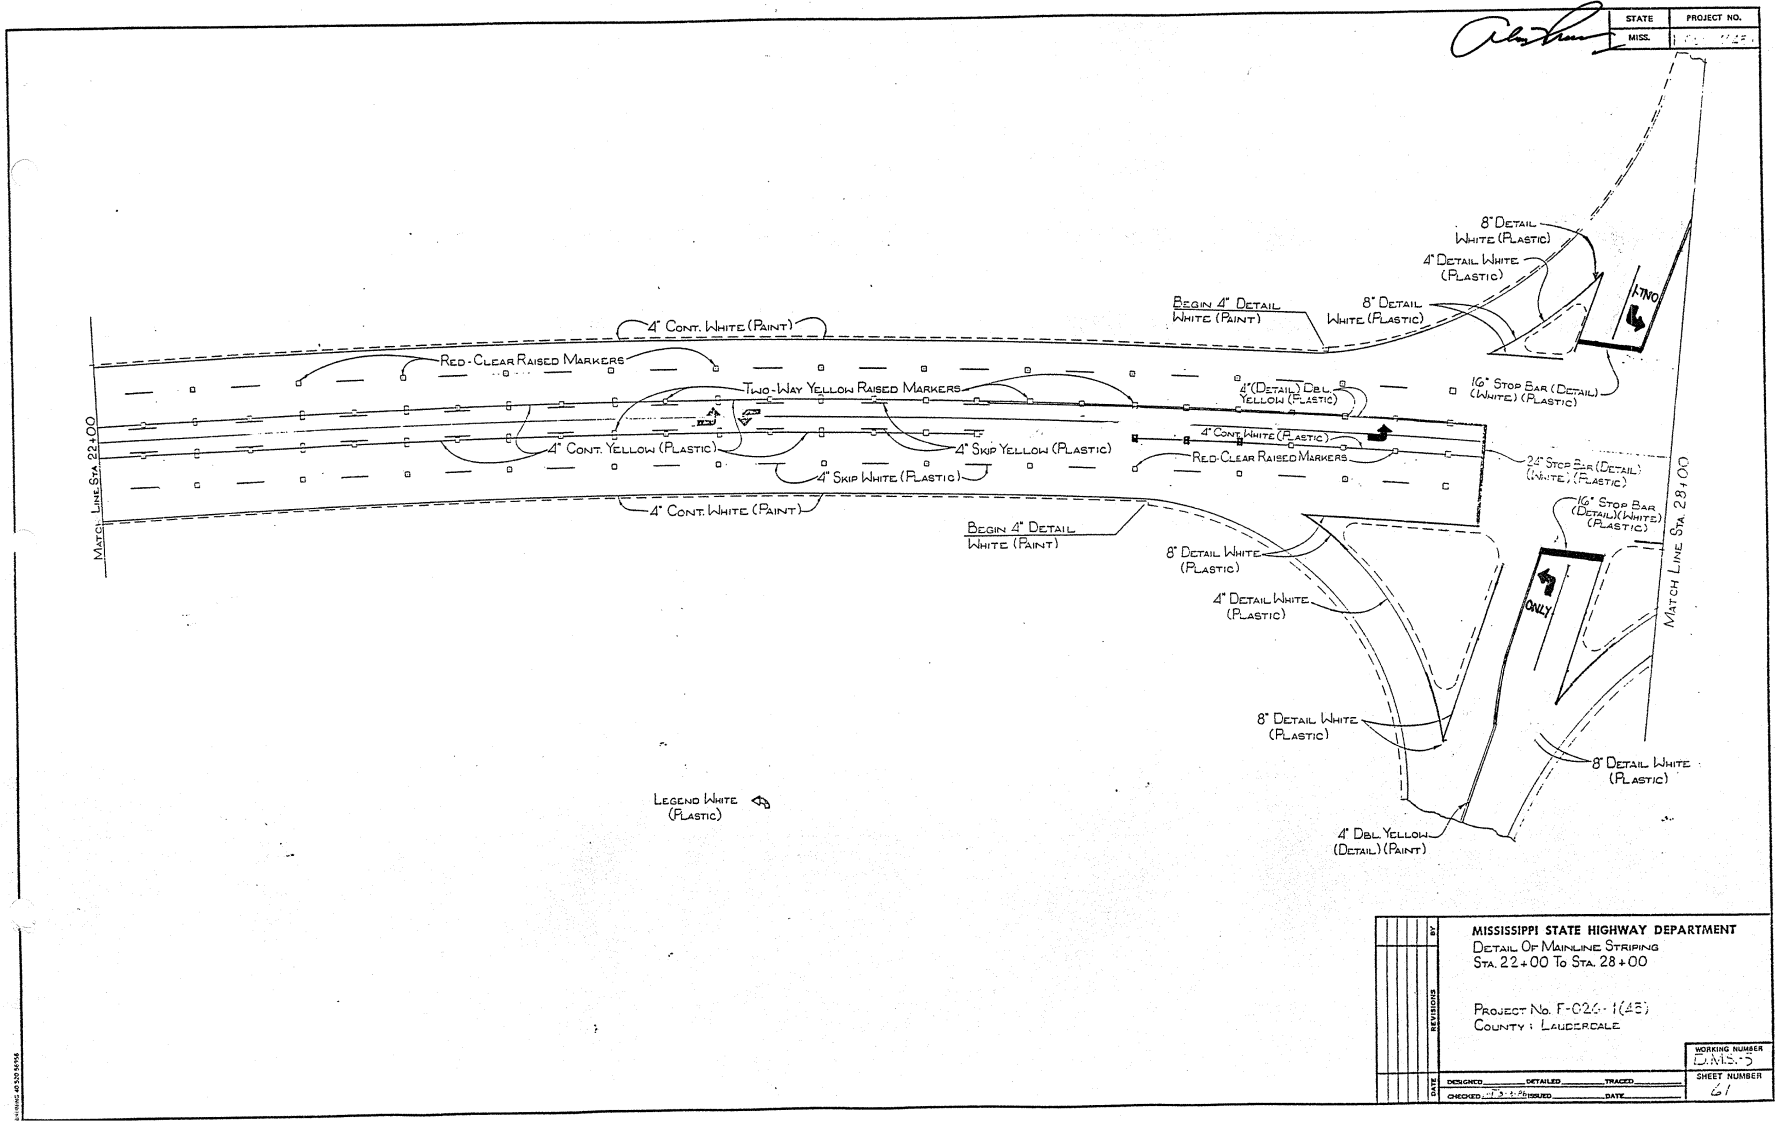 STATE
PROJECT NO.
MISS.
8" DETAIL
WHITE (PLASTIC)
4" DETAIL WHITE
(PLASTIC)
BEGIN 4" DETAIL
WHITE (PAINT)
8" DETAIL
WHITE (PLASTIC)
ONLY
4" CONT. WHITE (PAINT)
RED-CLEAR RAISED MARKERS
TWO-WAY YELLOW RAISED MARKERS
4" (DETAIL) DBL.
YELLOW (PLASTIC)
16" STOP BAR (DETAIL)
(WHITE) (PLASTIC)
MATCH LINE STA. 22+00
4" CONT. YELLOW (PLASTIC)
4" SKIP YELLOW (PLASTIC)
4" CONT. WHITE (PLASTIC)
RED-CLEAR RAISED MARKERS
24" STOP BAR (DETAIL)
(WHITE) (PLASTIC)
4" SKIP WHITE (PLASTIC)
4" CONT. WHITE (PAINT)
16" STOP BAR
(DETAIL) (WHITE)
(PLASTIC)
MATCH LINE STA. 28+00
BEGIN 4" DETAIL
WHITE (PAINT)
8" DETAIL WHITE
(PLASTIC)
ONLY
4" DETAIL WHITE
(PLASTIC)
8" DETAIL WHITE
(PLASTIC)
8" DETAIL WHITE
(PLASTIC)
LEGEND WHITE
(PLASTIC)
4" DBL. YELLOW
(DETAIL) (PAINT)
BY
REVISIONS
DATE
MISSISSIPPI STATE HIGHWAY DEPARTMENT
DETAIL OF MAINLINE STRIPING
STA. 22+00 TO STA. 28+00
PROJECT NO. F-026-1(45)
COUNTY: LAUDERDALE
WORKING NUMBER
D.M.S.-5
SHEET NUMBER
61
DESIGNED DETAILED TRACED
CHECKED ISSUED DATE